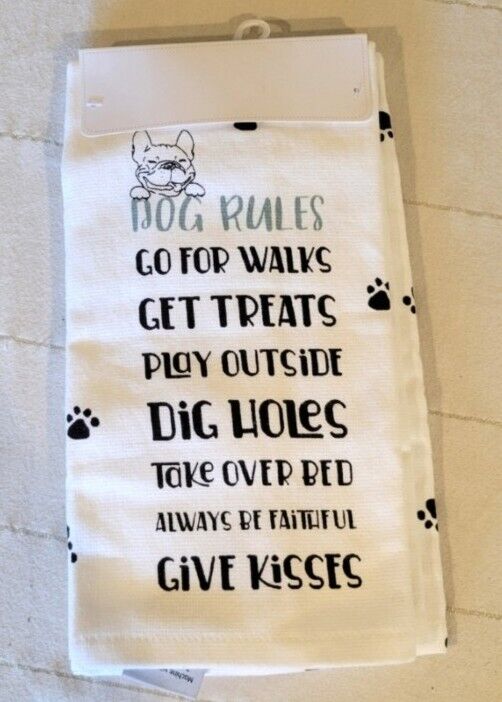 DOG RULES
GO FOR WALKS
GET TREATS
PLAY OUTSIDE
DIG HOLES
TAKE OVER BED
ALWAYS BE FAITHFUL
GIVE KISSES
Machine